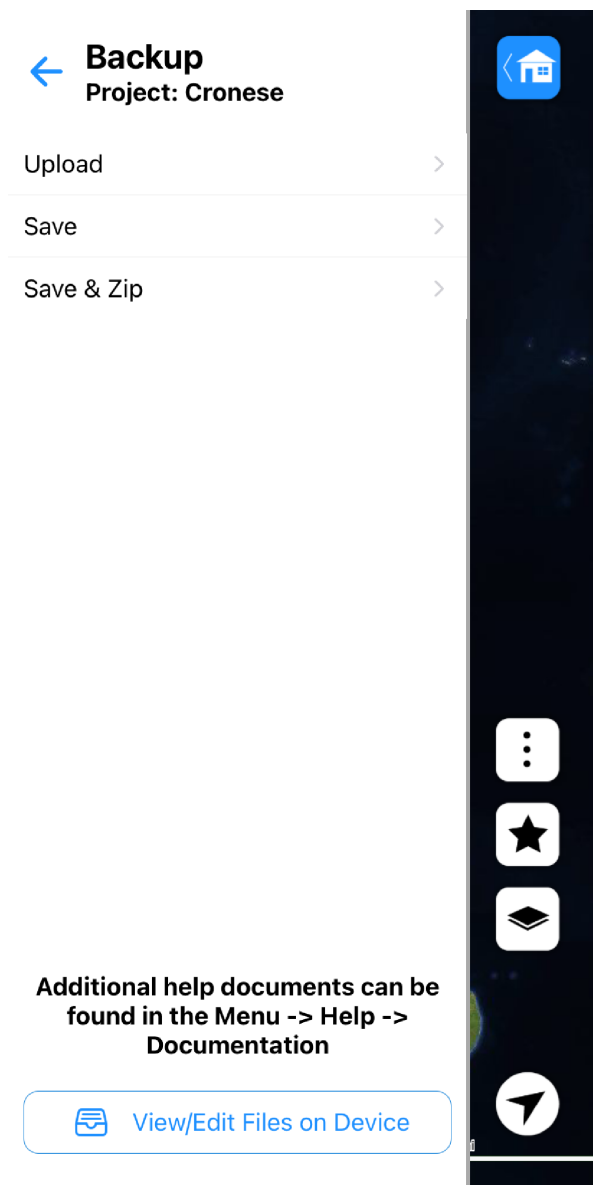 Backup
Project: Cronese
Upload
Save
Save & Zip
Additional help documents can be
found in the Menu -> Help ->
Documentation
View/Edit Files on Device